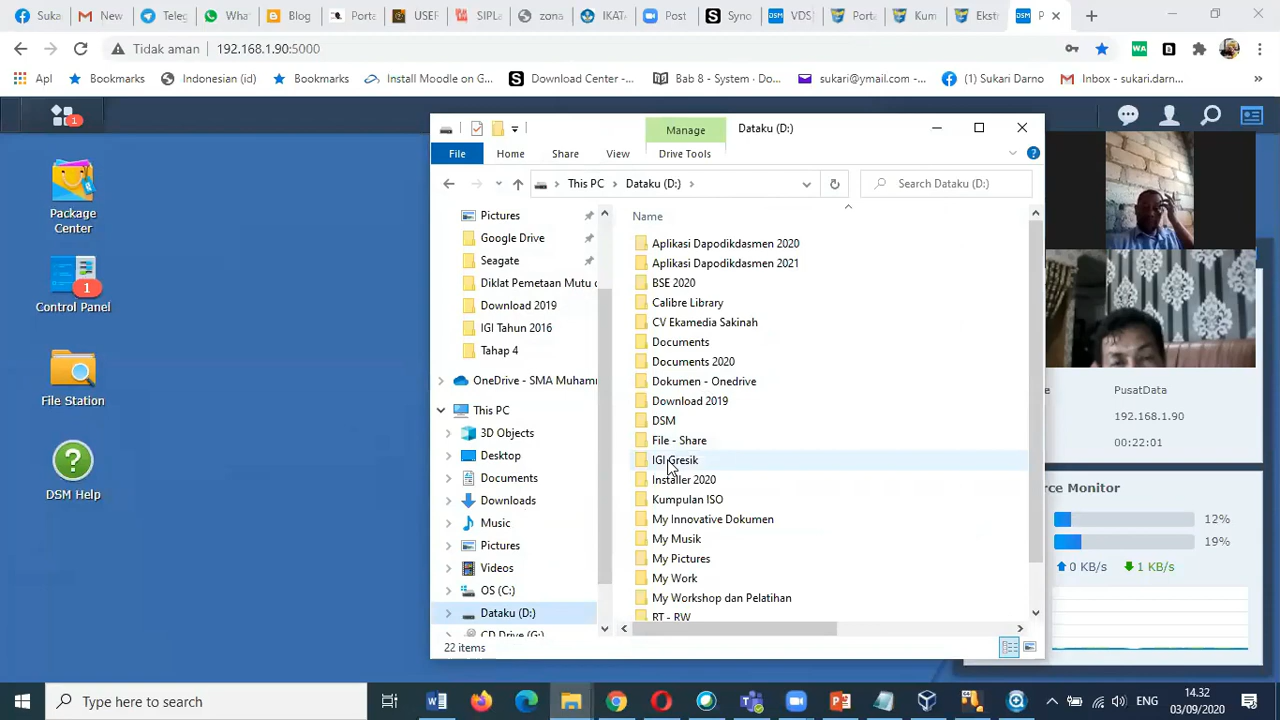 Suka
New
Teleg
Wha
Blog
Porta
USEF
SIPLA
zona
IKATA
Post
Syno
VDS
Porta
Kum
Ekstr
P
Tidak aman
192.168.1.90:5000
Apl
Bookmarks
Indonesian (id)
Bookmarks
Install Moodle on G...
Download Center -...
Bab 8 - System · Do...
sukari@ymail.com -...
Sukari Darno
Inbox - sukari.darn...
1
Package
Center
1
Control Panel
File Station
DSM Help
Manage
Dataku (D:)
File
Home
Share
View
Drive Tools
This PC
Dataku (D:)
Search Dataku (D:)
Pictures
Google Drive
Seagate
Diklat Pemetaan Mutu
Download 2019
IGI Tahun 2016
Tahap 4
OneDrive - SMA Muhamm
This PC
3D Objects
Desktop
Documents
Downloads
Music
Pictures
Videos
OS (C:)
Dataku (D:)
CD Drive (G:)
Name
Aplikasi Dapodikdasmen 2020
Aplikasi Dapodikdasmen 2021
BSE 2020
Calibre Library
CV Ekamedia Sakinah
Documents
Documents 2020
Dokumen - Onedrive
Download 2019
DSM
File - Share
IGI Gresik
Installer 2020
Kumpulan ISO
My Innovative Dokumen
My Musik
My Pictures
My Work
My Workshop dan Pelatihan
RT - RW
22 items
PusatData
192.168.1.90
00:22:01
rce Monitor
12%
19%
0 KB/s
1 KB/s
Type here to search
ENG
14.32
03/09/2020